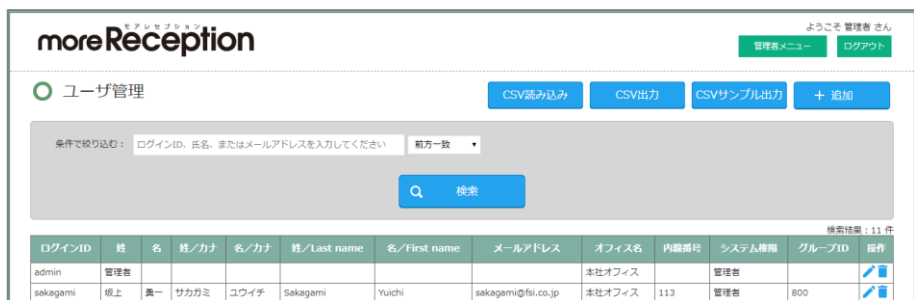 ようこそ 管理者 さん
モアレセプション
moreReception
管理者メニュー ログアウト
ユーザ管理 CSV読み込み CSV出力 CSVサンプル出力 + 追加
条件で絞り込む： ログインID、氏名、またはメールアドレスを入力してください 前方一致
検索
検索結果：11 件
ログインID 姓 名 姓／カナ 名／カナ 姓／Last name 名／First name メールアドレス オフィス名 内線番号 システム権限 グループID 操作
admin 管理者 本社オフィス 管理者
sakagami 坂上 勇一 サカガミ ユウイチ Sakagami Yuichi sakagami@fsi.co.jp 本社オフィス 113 管理者 800